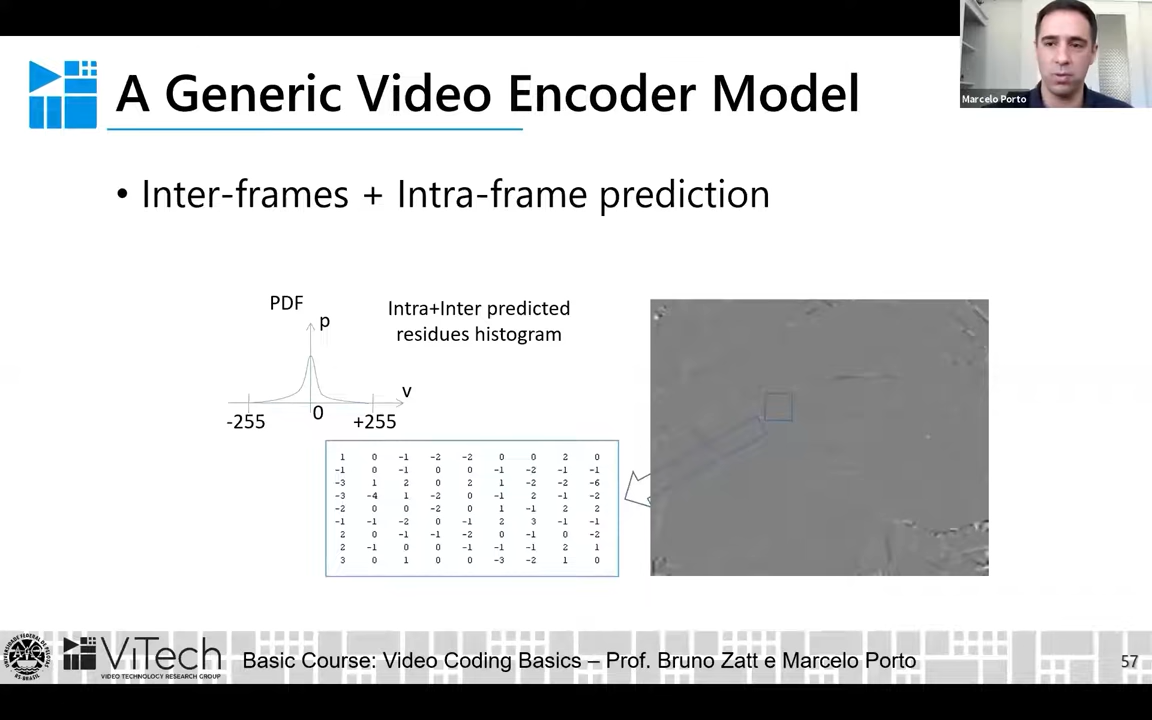 Marcelo Porto
A Generic Video Encoder Model
• Inter-frames + Intra-frame prediction
PDF
p
Intra+Inter predicted
residues histogram
v
-255
0
+255
1 0 -1 -2 -2 0 0 2 0
-1 0 -1 0 0 -1 -2 -1 -1
-3 1 2 0 2 1 -2 -2 -6
-3 -4 1 -2 0 -1 2 -1 -2
-2 0 0 -2 0 1 -1 2 2
-1 -1 -2 0 -1 2 3 -1 -1
2 0 -1 -1 -2 0 -1 0 -2
2 -1 0 0 -1 -1 -1 2 1
3 0 1 0 0 -3 -2 1 0
ViTech
VIDEO TECHNOLOGY RESEARCH GROUP
Basic Course: Video Coding Basics – Prof. Bruno Zatt e Marcelo Porto
57